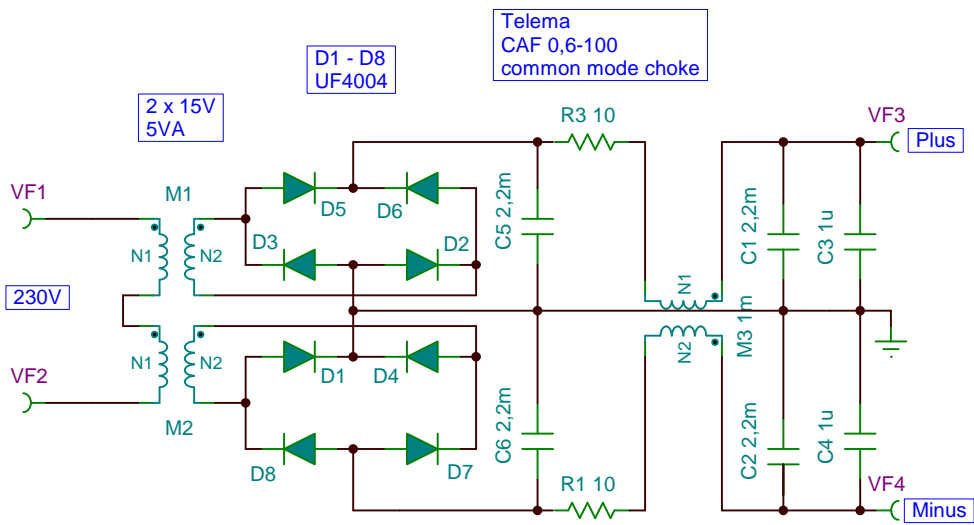 Telema
CAF 0,6-100
common mode choke
D1 - D8
UF4004
2 x 15V
5VA
R3 10
VF3
Plus
VF1
M1
D5
D6
C5 2,2m
C1 2,2m
C3 1u
D3
D2
N1
N2
230V
N1
M3 1m
N1
N2
N2
D1
D4
VF2
M2
C6 2,2m
C2 2,2m
C4 1u
D8
D7
R1 10
VF4
Minus